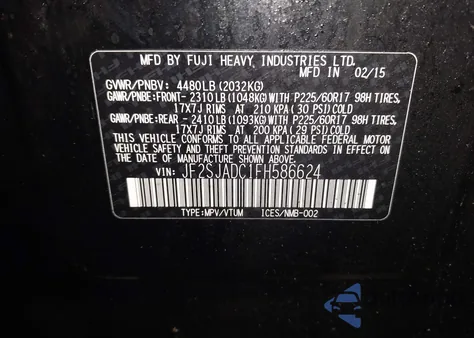 MFD BY FUJI HEAVY, INDUSTRIES LTD.
MFD IN 02/15
GVWR/PNBV: 4480LB (2032KG)
GAWR/PNBE:FRONT- 2310LB (1048KG)WITH P225/60R17 98H TIRES,
17X7J RIMS AT 210 KPA ( 30 PSI) COLD
GAWR/PNBE:REAR - 2410LB (1093KG)WITH P225/60R17 98H TIRES,
17X7J RIMS AT 200 KPA ( 29 PSI) COLD
THIS VEHICLE CONFORMS TO ALL APPLICABLE FEDERAL MOTOR
VEHICLE SAFETY AND THEFT PREVENTION STANDARDS IN EFFECT ON
THE DATE OF MANUFACTURE SHOWN ABOVE.
VIN: JF2SJADC1FH586624
TYPE:MPV/VTUM ICES/NMB-002